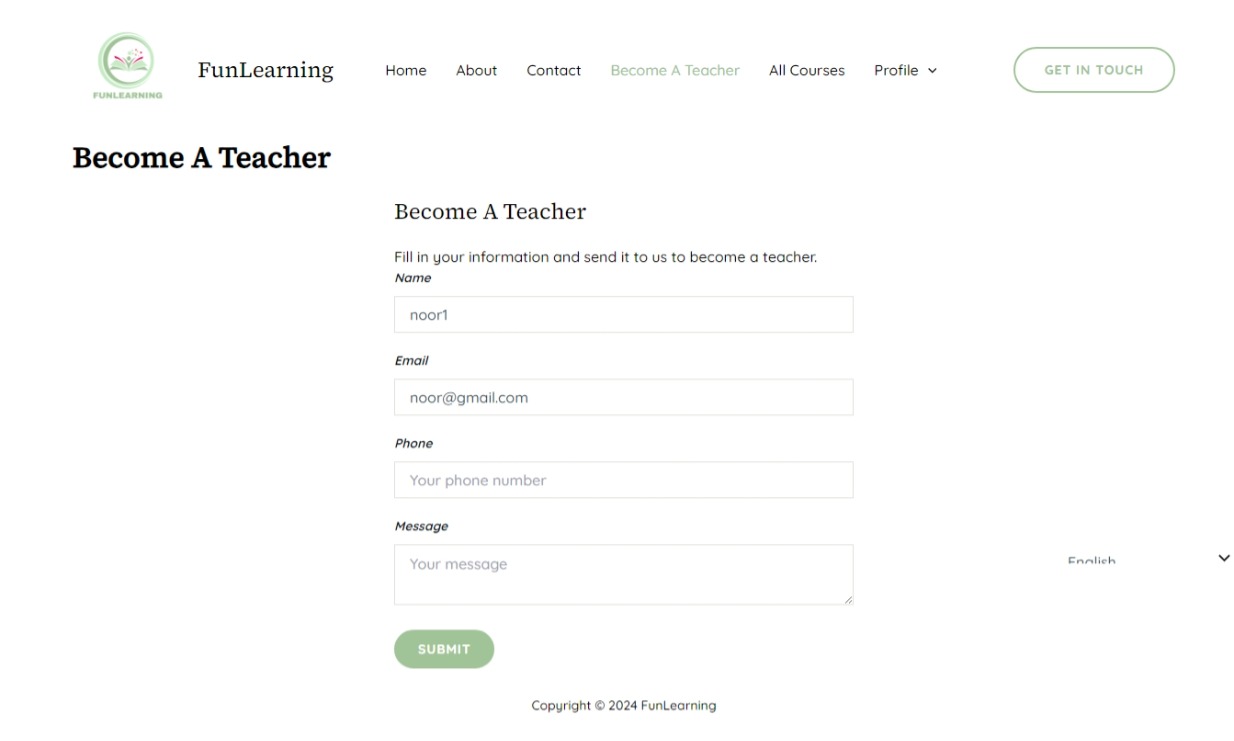 FUNLEARNING
FunLearning
Home About Contact Become A Teacher All Courses Profile
GET IN TOUCH
Become A Teacher
Become A Teacher
Fill in your information and send it to us to become a teacher.
Name
noor1
Email
noor@gmail.com
Phone
Your phone number
Message
Your message
English
SUBMIT
Copyright © 2024 FunLearning